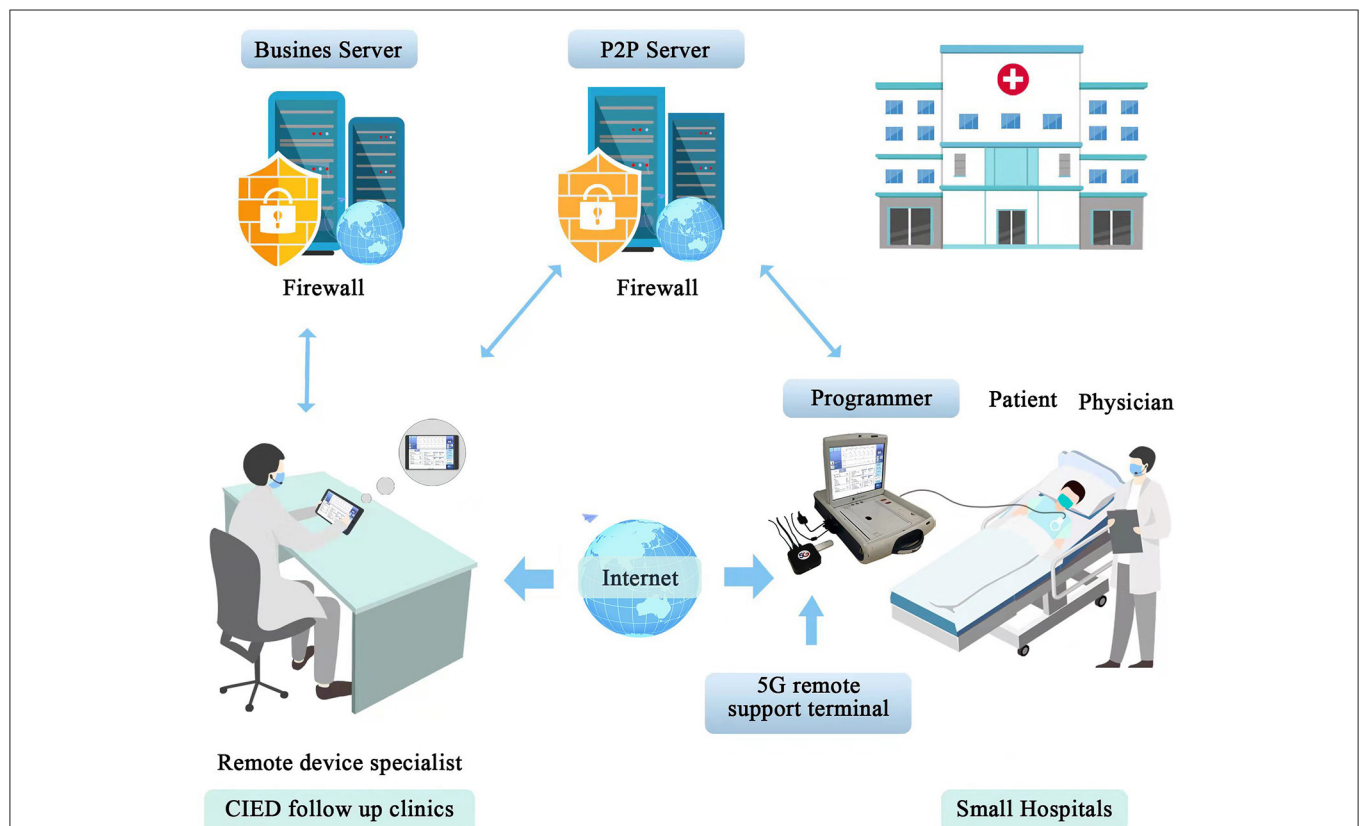 Busines Server
P2P Server
Firewall
Firewall
Programmer
Patient
Physician
Internet
5G remote
support terminal
Remote device specialist
CIED follow up clinics
Small Hospitals